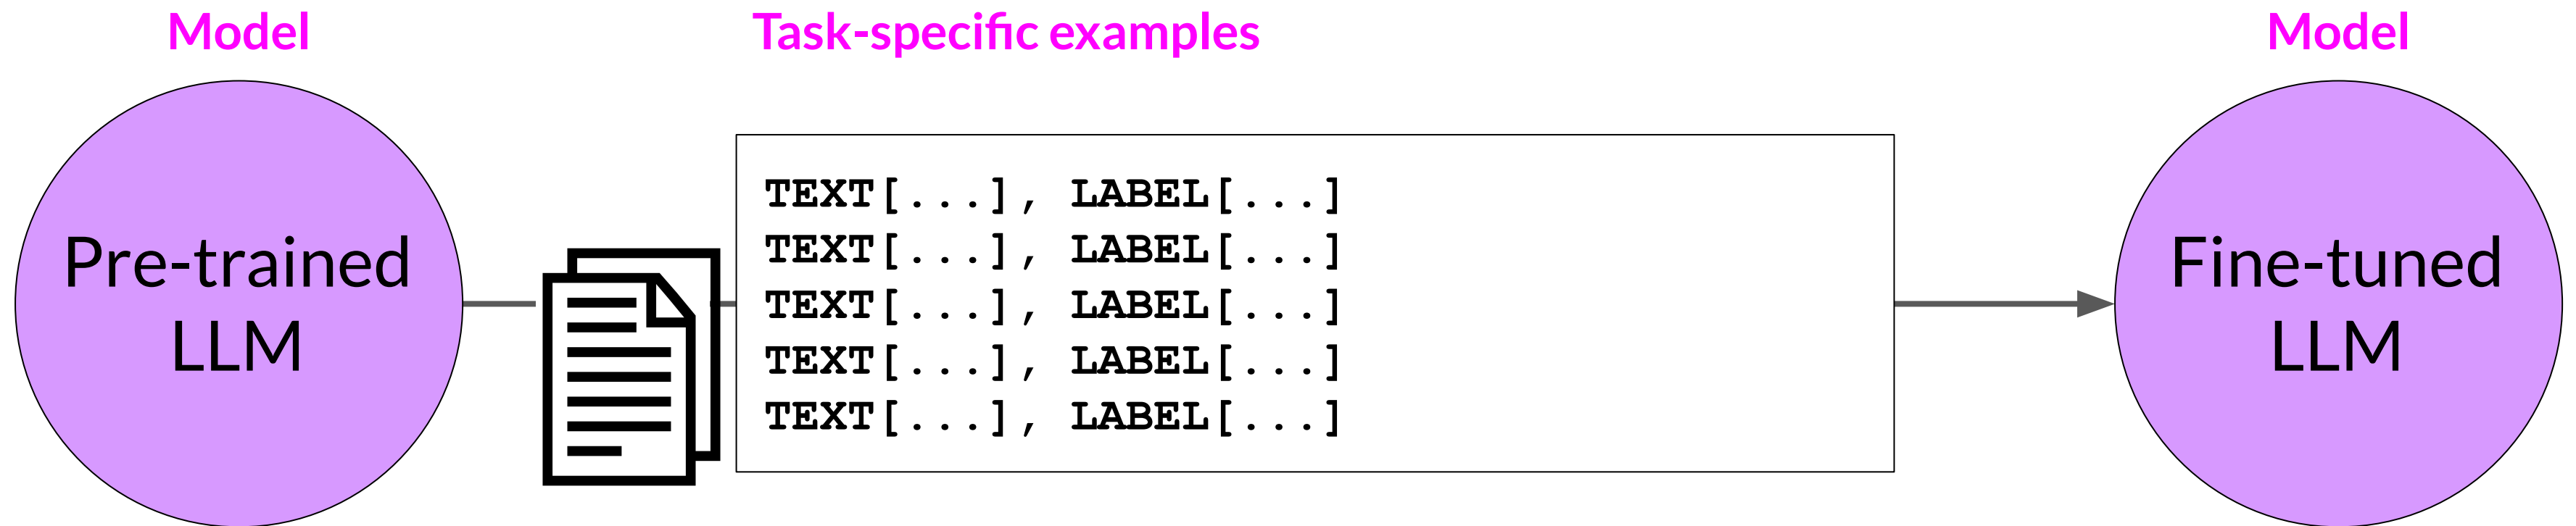 Model
Task-specific examples
Model
Pre-trained
LLM
TEXT[...], LABEL[...]
TEXT[...], LABEL[...]
TEXT[...], LABEL[...]
TEXT[...], LABEL[...]
TEXT[...], LABEL[...]
Fine-tuned
LLM